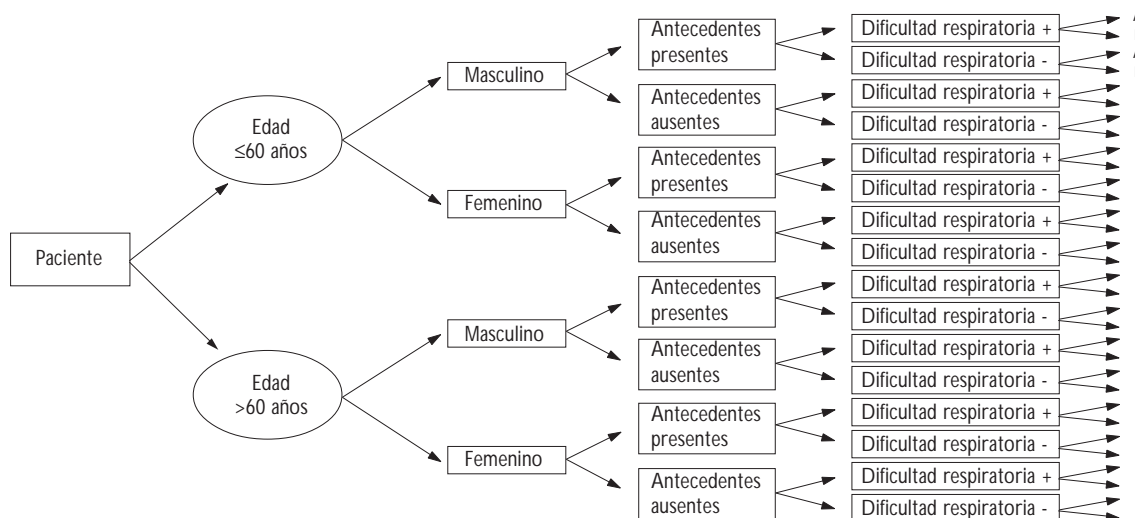 Paciente
Edad
≤60 años
Edad
>60 años
Masculino
Femenino
Masculino
Femenino
Antecedentes
presentes
Antecedentes
ausentes
Antecedentes
presentes
Antecedentes
ausentes
Antecedentes
presentes
Antecedentes
ausentes
Antecedentes
presentes
Antecedentes
ausentes
Dificultad respiratoria +
Dificultad respiratoria -
Dificultad respiratoria +
Dificultad respiratoria -
Dificultad respiratoria +
Dificultad respiratoria -
Dificultad respiratoria +
Dificultad respiratoria -
Dificultad respiratoria +
Dificultad respiratoria -
Dificultad respiratoria +
Dificultad respiratoria -
Dificultad respiratoria +
Dificultad respiratoria -
Dificultad respiratoria +
Dificultad respiratoria -